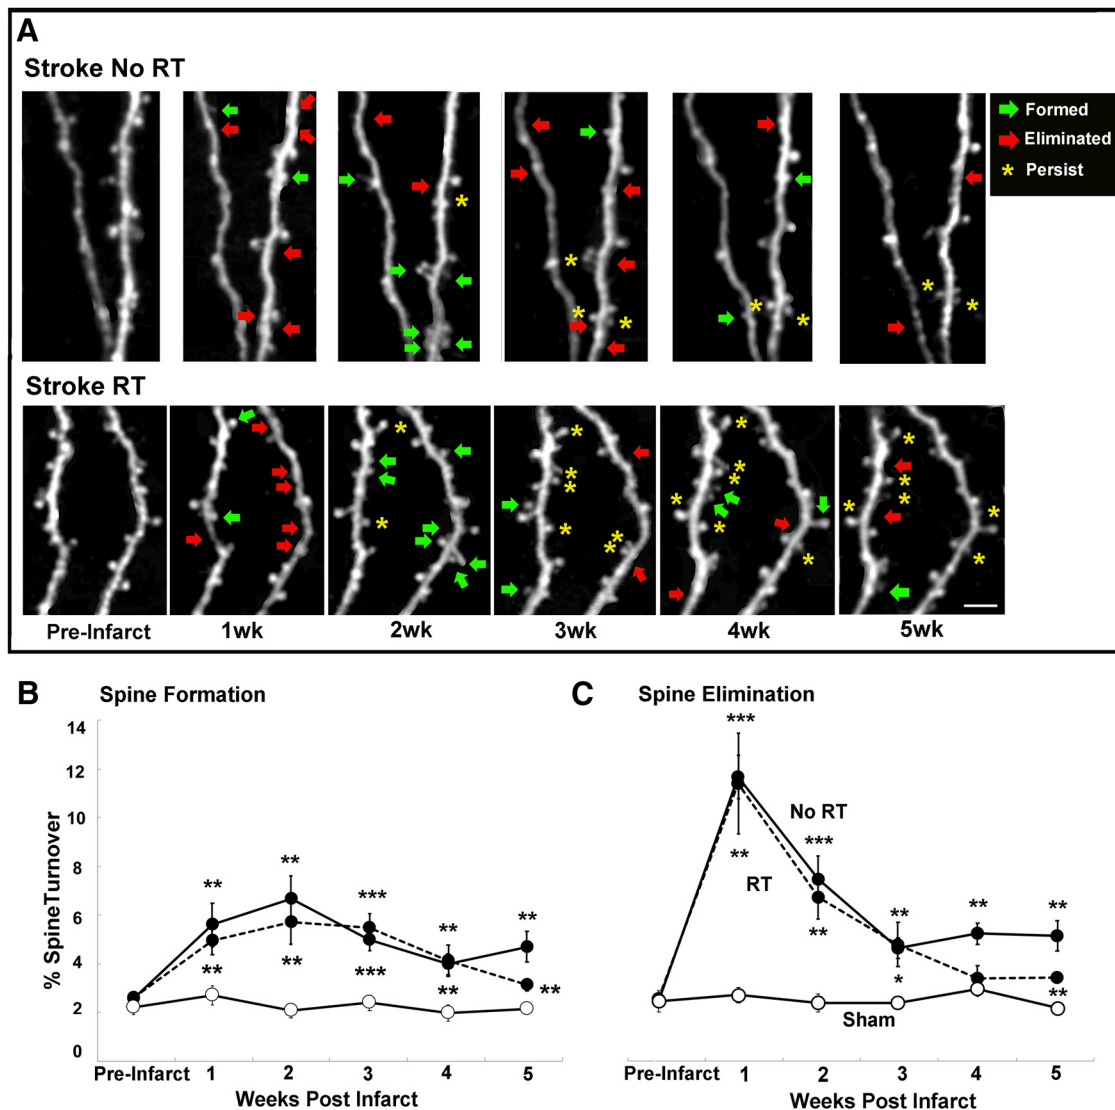 A
Stroke No RT
Formed
Eliminated
* Persist
Stroke RT
Pre-Infarct 1wk 2wk 3wk 4wk 5wk
B Spine Formation
% SpineTurnover
14
12
10
8
6
4
2
0
** ** *** ** **
** ** *** ** **
Pre-Infarct 1 2 3 4 5
Weeks Post Infarct
C Spine Elimination
***
No RT
***
**
RT
**
** ** **
* **
Sham
Pre-Infarct 1 2 3 4 5
Weeks Post Infarct